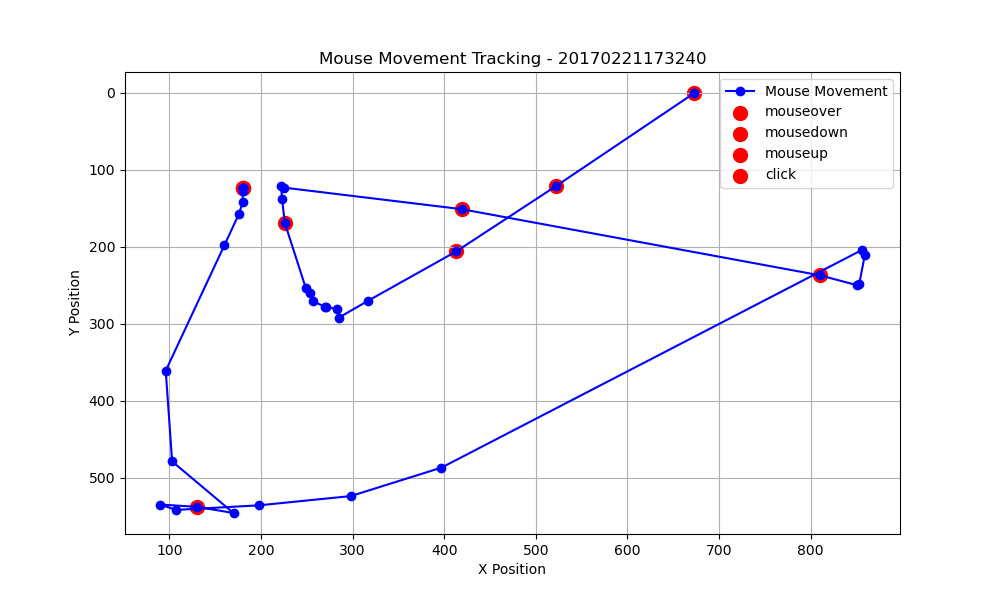 Mouse Movement Tracking - 20170221173240
Mouse Movement
mouseover
mousedown
mouseup
click
0
100
200
300
400
500
Y Position
100 200 300 400 500 600 700 800
X Position